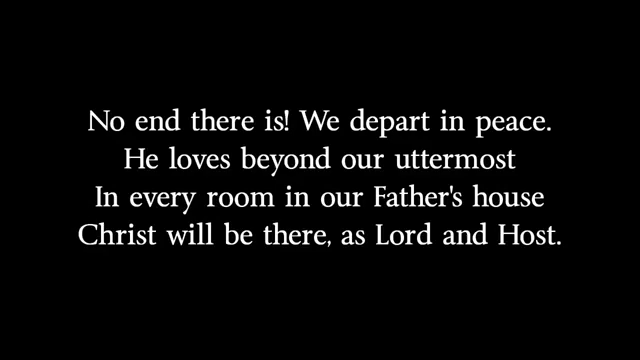 No end there is! We depart in peace.
He loves beyond our uttermost
In every room in our Father's house
Christ will be there, as Lord and Host.